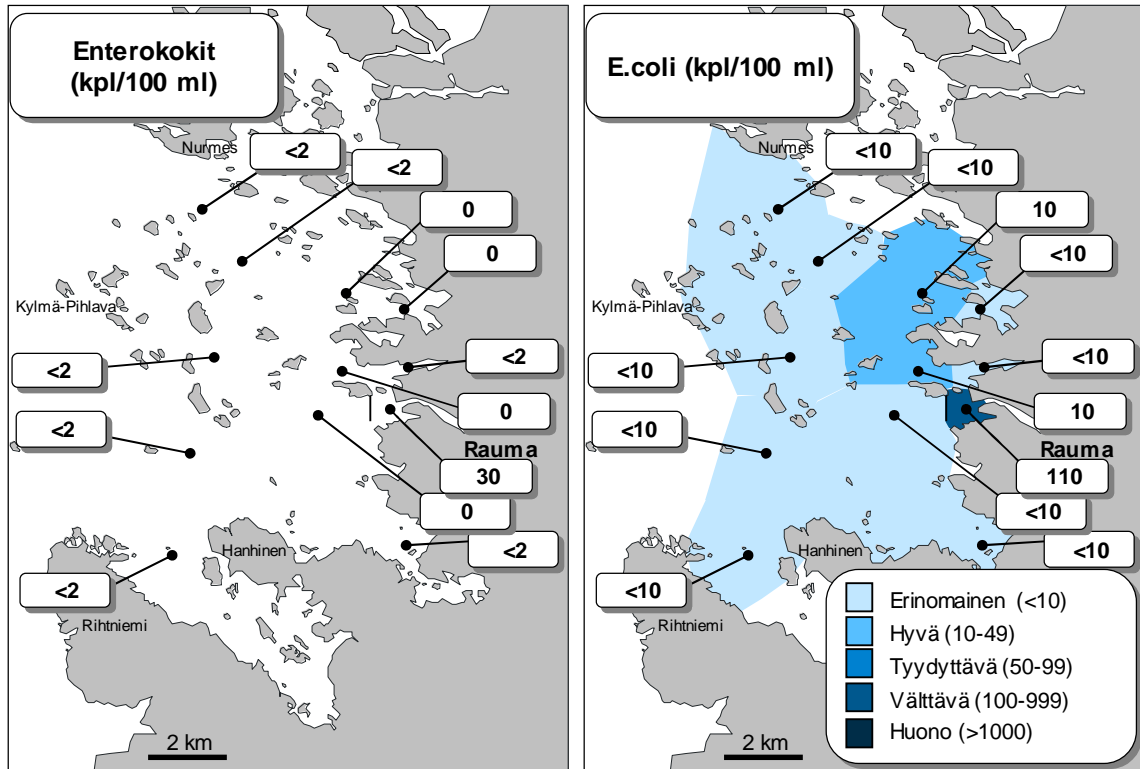 Enterokokit
(kpl/100 ml)
Nurmes
<2
<2
0
0
Kylmä-Pihlava
<2
<2
<2
0
Rauma
30
0
Hanhinen
<2
<2
Rihtniemi
2 km
E.coli (kpl/100 ml)
Nurmes
<10
<10
10
<10
Kylmä-Pihlava
<10
<10
10
<10
Rauma
110
<10
Hanhinen
<10
<10
Rihtniemi
Erinomainen (<10)
Hyvä (10-49)
Tyydyttävä (50-99)
Välttävä (100-999)
Huono (>1000)
2 km